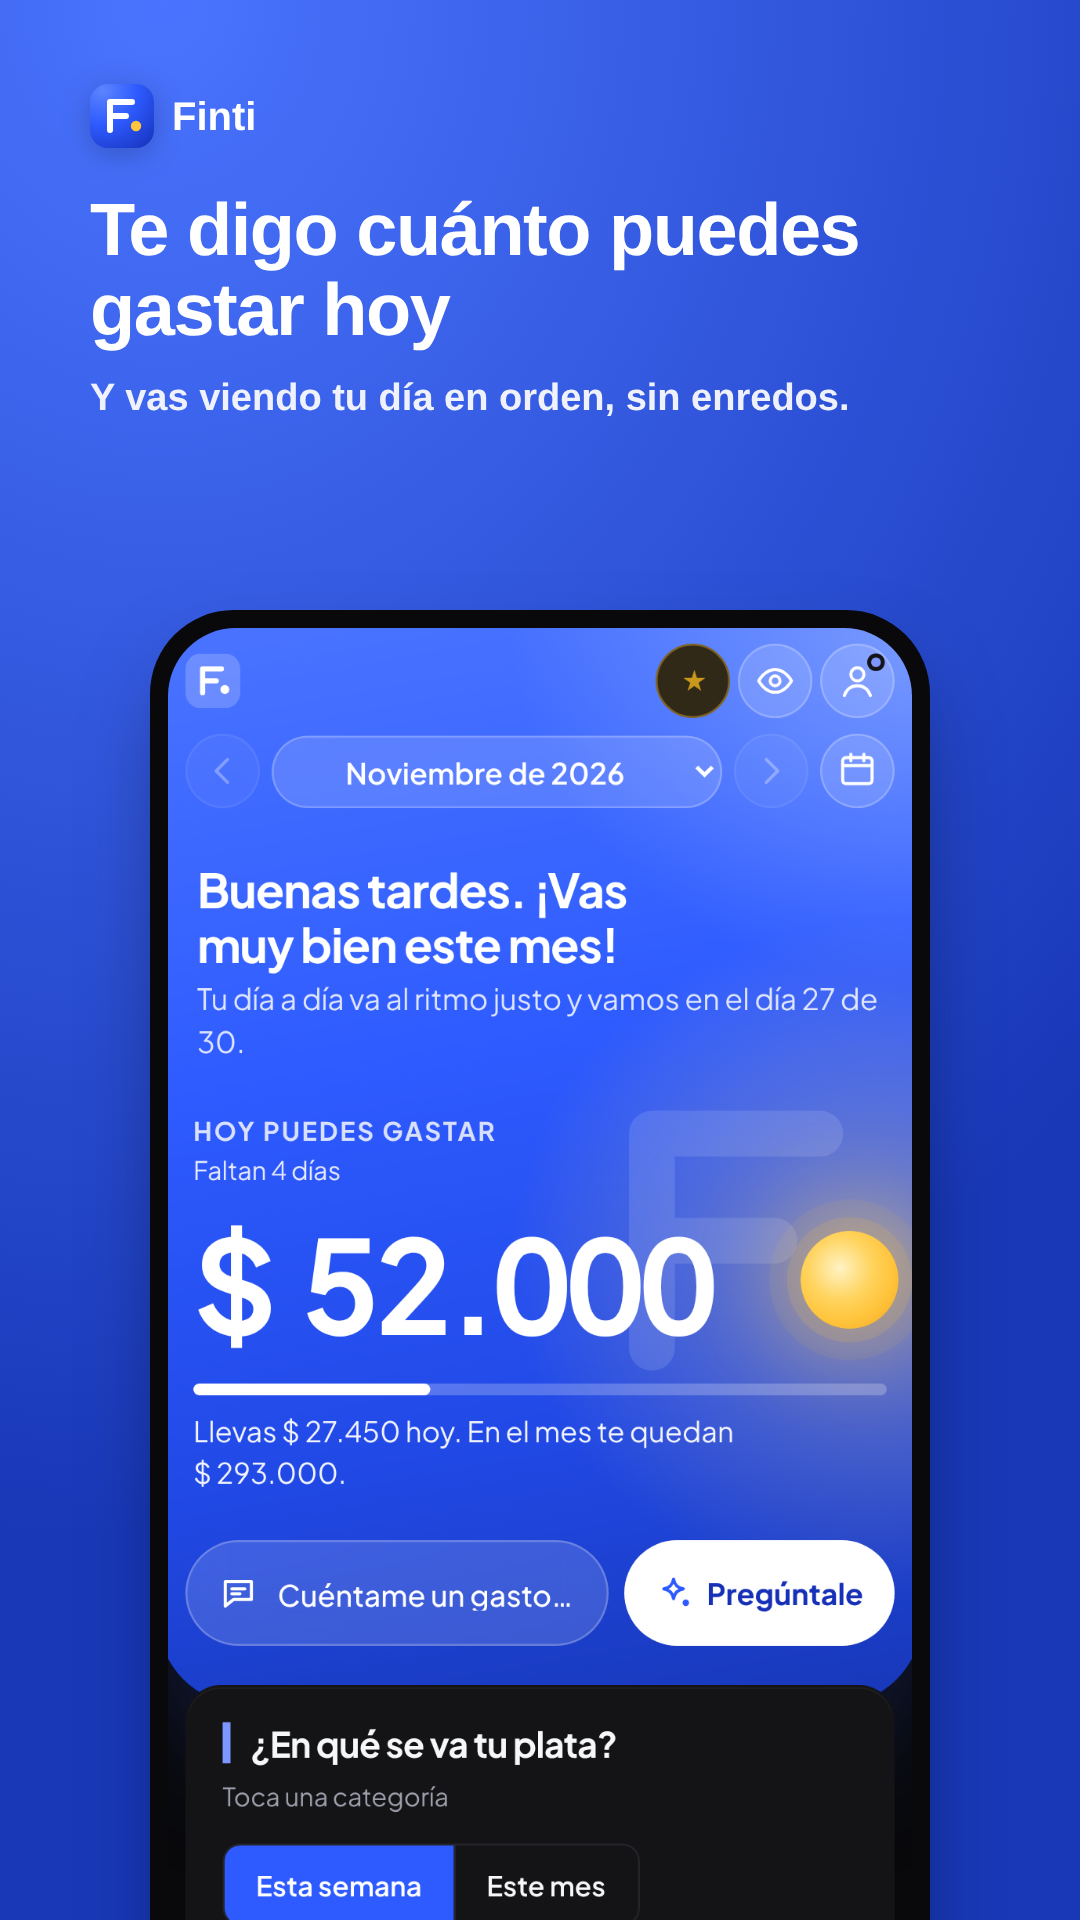 F.
Finti
Te digo cuánto puedes
gastar hoy
Y vas viendo tu día en orden, sin enredos.
F.
Noviembre de 2026
Buenas tardes. ¡Vas
muy bien este mes!
Tu día a día va al ritmo justo y vamos en el día 27 de
30.
HOY PUEDES GASTAR
Faltan 4 días
$ 52.000
Llevas $ 27.450 hoy. En el mes te quedan
$ 293.000.
Cuéntame un gasto...
Pregúntale
¿En qué se va tu plata?
Toca una categoría
Esta semana
Este mes